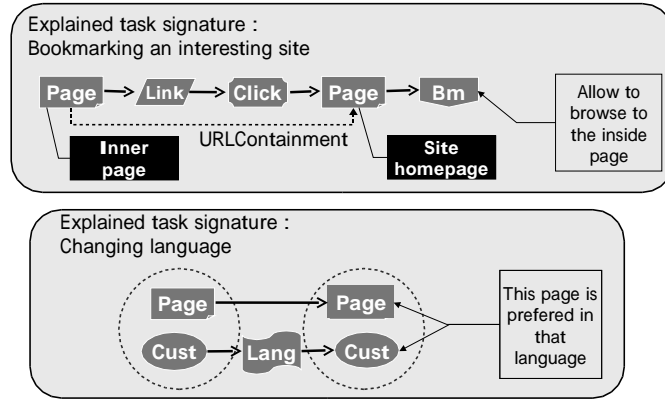 Explained task signature :
Bookmarking an interesting site
Page Link Click Page Bm
URLContainment
Inner
page
Site
homepage
Allow to
browse to
the inside
page
Explained task signature :
Changing language
Page Page
Cust Lang Cust
This page is
prefered in
that
language